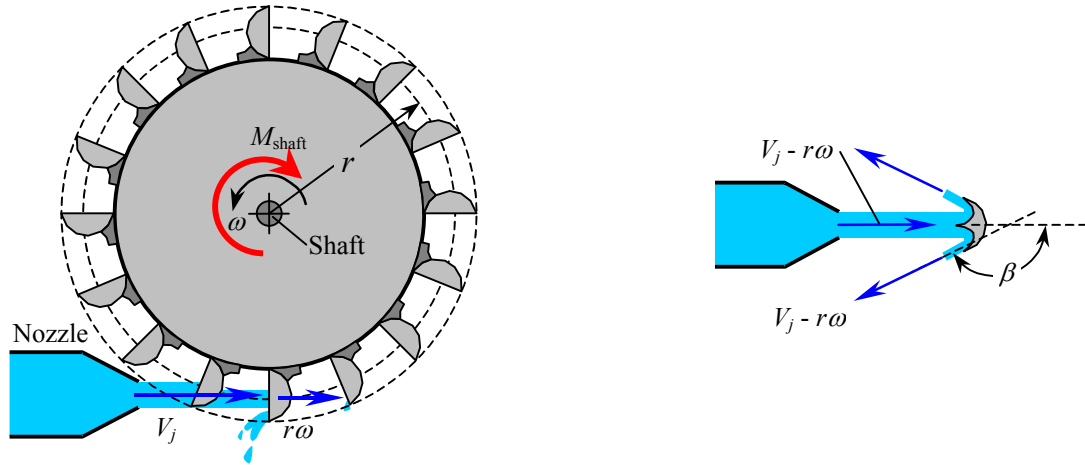 M_shaft
r
ω
Shaft
Nozzle
V_j
rω
V_j - rω
β
V_j - rω